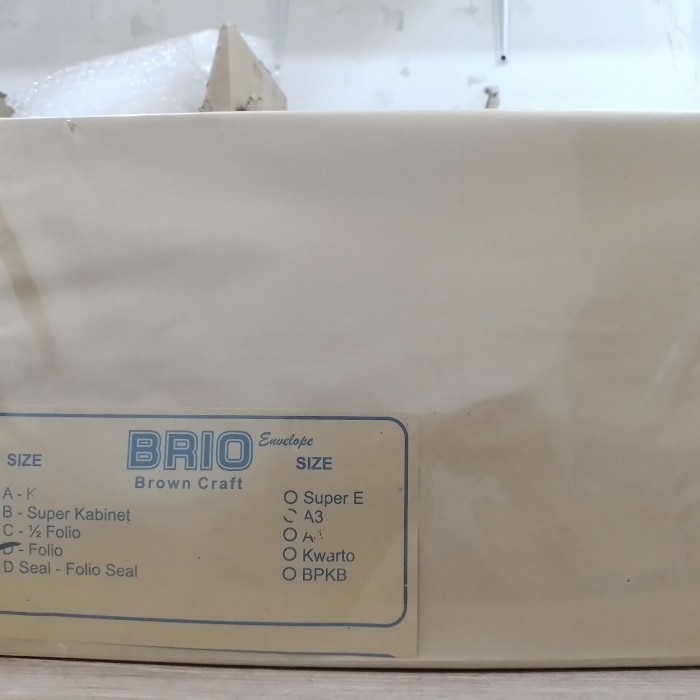 BRIO Envelope
Brown Craft
SIZE
A - K
B - Super Kabinet
C - ½ Folio
D - Folio
D Seal - Folio Seal
SIZE
Super E
A3
Kwarto
BPKB